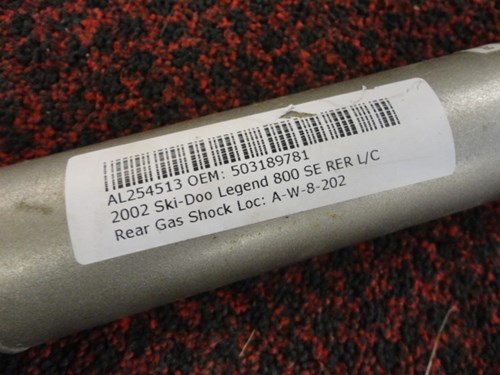 AL254513 OEM: 503189781
2002 Ski-Doo Legend 800 SE RER L/C
Rear Gas Shock Loc: A-W-8-202